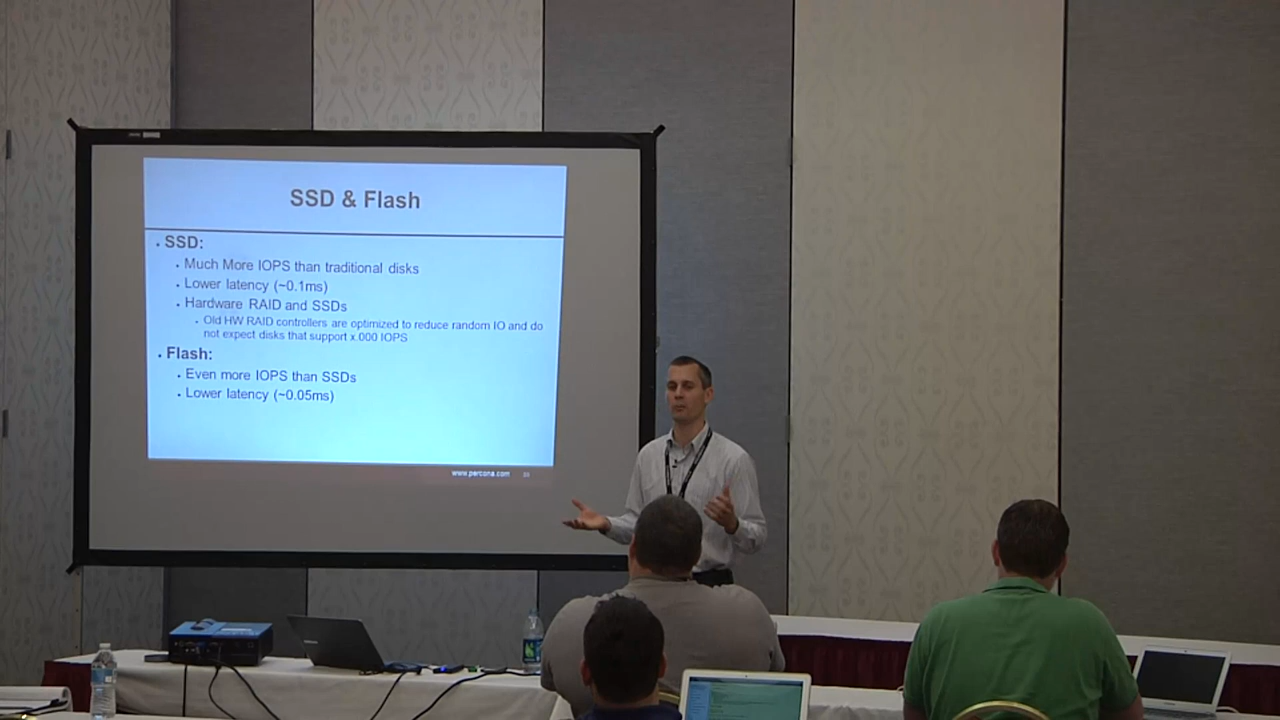 SSD & Flash
SSD:
Much More IOPS than traditional disks
Lower latency (~0.1ms)
Hardware RAID and SSDs
Old HW RAID controllers are optimized to reduce random IO and do
not expect disks that support x.000 IOPS
Flash:
Even more IOPS than SSDs
Lower latency (~0.05ms)
www.percona.com